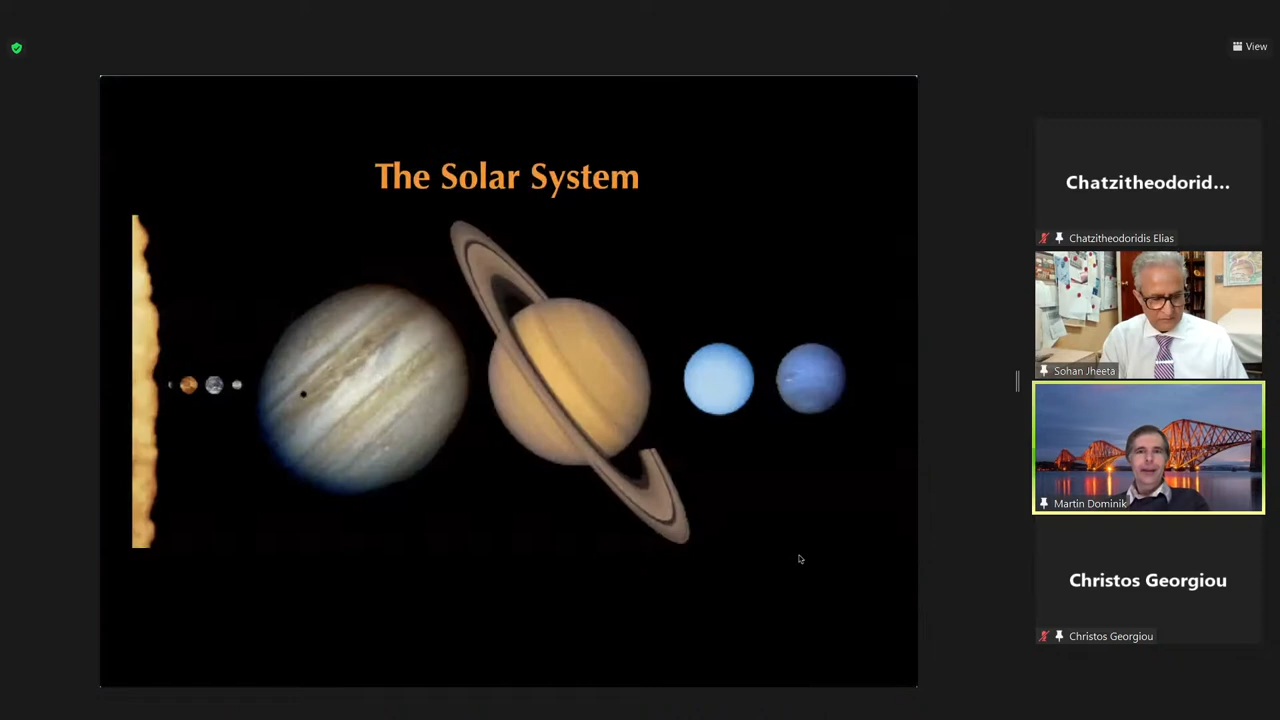 View
The Solar System
Chatzitheodorid...
Chatzitheodoridis Elias
Sohan Jheeta
Martin Dominik
Christos Georgiou
Christos Georgiou